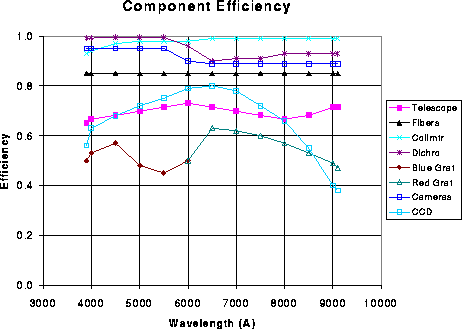 Component Efficiency
1.0
0.8
0.6
0.4
0.2
0.0
Efficiency
3000 4000 5000 6000 7000 8000 9000 10000
Wavelength (A)
Telescope
Fibers
Collmtr
Dichro
Blue Grat
Red Grat
Cameras
CCD